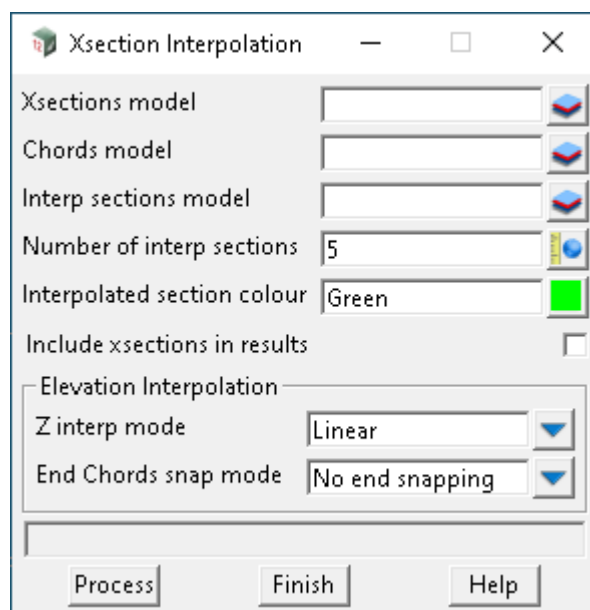 Xsection Interpolation
Xsections model
Chords model
Interp sections model
Number of interp sections 5
Interpolated section colour Green
Include xsections in results
Elevation Interpolation
Z interp mode Linear
End Chords snap mode No end snapping
Process Finish Help